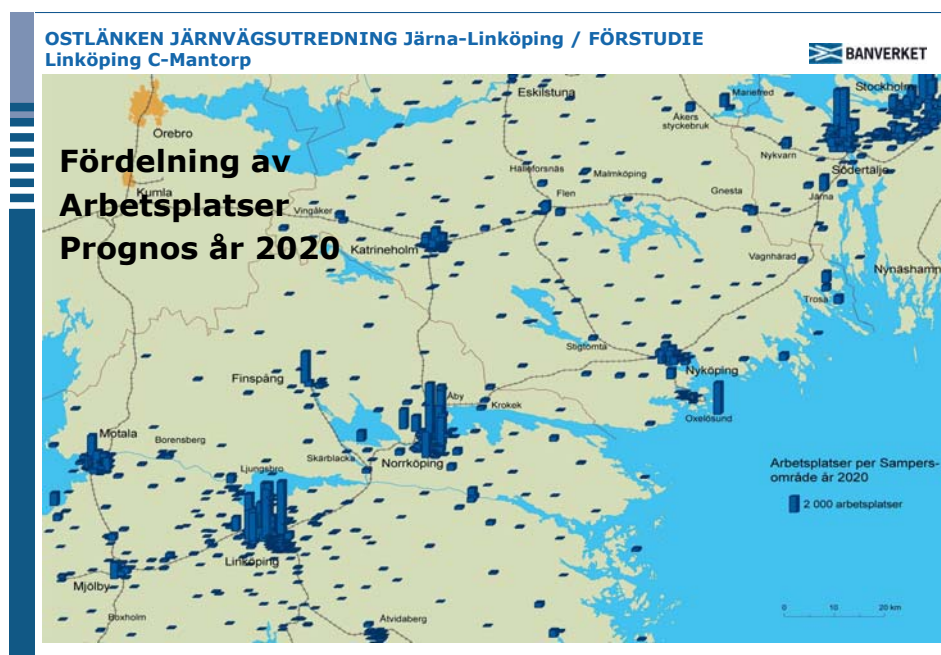 OSTLÄNKEN JÄRNVÄGSUTREDNING Järna-Linköping / FÖRSTUDIE
Linköping C-Mantorp
BANVERKET
Fördelning av
Arbetsplatser
Prognos år 2020
Eskilstuna
Mariefred
Stockholm
Åkers
styckebruk
Örebro
Nykvarn
Södertälje
Hälleforsnäs
Malmköping
Kumla
Flen
Gnesta
Järna
Vingåker
Katrineholm
Vagnhärad
Nynäshamn
Trosa
Stigtomta
Finspång
Nyköping
Åby
Krokek
Oxelösund
Motala
Borensberg
Skärblacka
Norrköping
Ljungsbro
Arbetsplatser per Sampers-
område år 2020
2 000 arbetsplatser
Linköping
Mjölby
Boxholm
Åtvidaberg
0 10 20 km